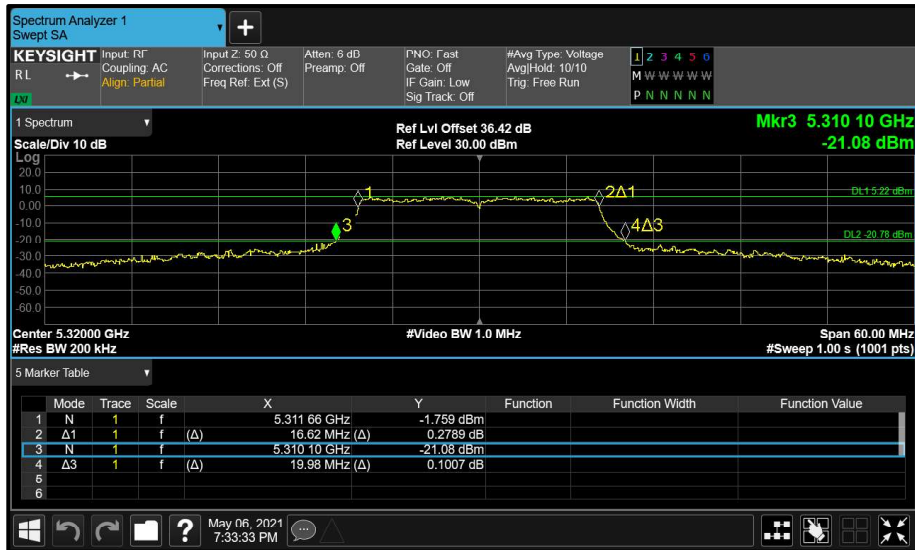 Spectrum Analyzer 1
Swept SA
+
KEYSIGHT Input: RF Input Z: 50 Ω Atten: 6 dB PNO: Fast #Avg Type: Voltage 1 2 3 4 5 6
RL Coupling: AC Corrections: Off Preamp: Off Gate: Off Avg|Hold: 10/10 M W W W W W
Align: Partial Freq Ref: Ext (S) IF Gain: Low Trig: Free Run
LXI Sig Track: Off P N N N N N
1 Spectrum Ref Lvl Offset 36.42 dB Mkr3 5.310 10 GHz
Scale/Div 10 dB Ref Level 30.00 dBm -21.08 dBm
Log
20.0
10.0 1 2Δ1 DL1 5.22 dBm
0.00
-10.0 3 4Δ3
-20.0 DL2 -20.78 dBm
-30.0
-40.0
-50.0
-60.0
Center 5.32000 GHz #Video BW 1.0 MHz Span 60.00 MHz
#Res BW 200 kHz #Sweep 1.00 s (1001 pts)
5 Marker Table
Mode Trace Scale X Y Function Function Width Function Value
1 N 1 f 5.311 66 GHz -1.759 dBm
2 Δ1 1 f (Δ) 16.62 MHz (Δ) 0.2789 dB
3 N 1 f 5.310 10 GHz -21.08 dBm
4 Δ3 1 f (Δ) 19.98 MHz (Δ) 0.1007 dB
5
6
? May 06, 2021
7:33:33 PM